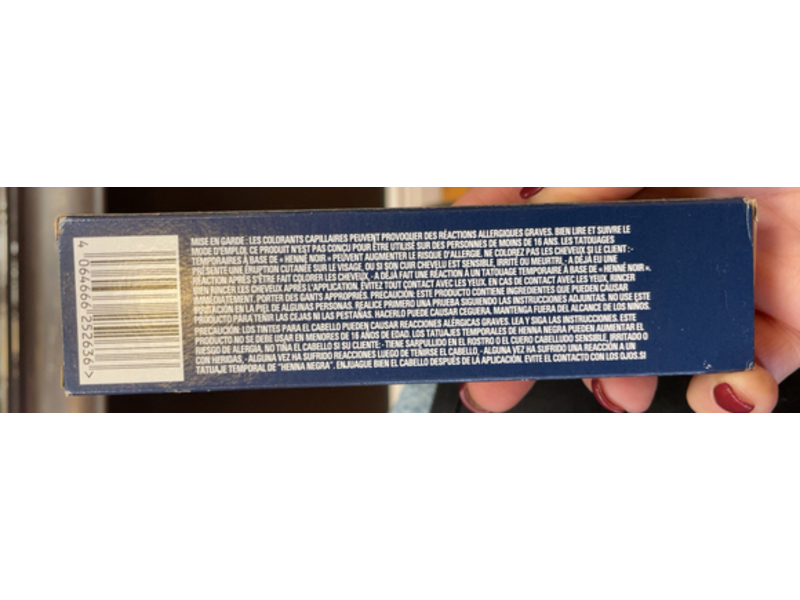 MISE EN GARDE : LES COLORANTS CAPILLAIRES PEUVENT PROVOQUER DES RÉACTIONS ALLERGIQUES GRAVES. BIEN LIRE ET SUIVRE LE
MODE D'EMPLOI. CE PRODUIT N'EST PAS CONÇU POUR ÊTRE UTILISÉ SUR DES PERSONNES DE MOINS DE 16 ANS. LES TATOUAGES
TEMPORAIRES À BASE DE « HENNÉ NOIR » PEUVENT AUGMENTER LE RISQUE D'ALLERGIE. NE COLOREZ PAS LES CHEVEUX SI LE CLIENT : -
PRÉSENTE UNE ÉRUPTION CUTANÉE SUR LE VISAGE, OU SI SON CUIR CHEVELU EST SENSIBLE, IRRITÉ OU MEURTRI, - A DÉJÀ EU UNE
RÉACTION APRÈS S'ÊTRE FAIT COLORER LES CHEVEUX, - A DÉJÀ FAIT UNE RÉACTION À UN TATOUAGE TEMPORAIRE À BASE DE « HENNÉ NOIR ».
BIEN RINCER LES CHEVEUX APRÈS L'APPLICATION. ÉVITEZ TOUT CONTACT AVEC LES YEUX. EN CAS DE CONTACT AVEC LES YEUX, RINCER
IMMÉDIATEMENT. PORTER DES GANTS APPROPRIÉS. PRECAUCIÓN: ESTE PRODUCTO CONTIENE INGREDIENTES QUE PUEDEN CAUSAR
IRRITACIÓN EN LA PIEL DE ALGUNAS PERSONAS. REALICE PRIMERO UNA PRUEBA SIGUIENDO LAS INSTRUCCIONES ADJUNTAS. NO USE ESTE
PRODUCTO PARA TEÑIR LAS CEJAS NI LAS PESTAÑAS. HACERLO PUEDE CAUSAR CEGUERA. MANTENGA FUERA DEL ALCANCE DE LOS NIÑOS.
PRECAUCIÓN: LOS TINTES PARA EL CABELLO PUEDEN CAUSAR REACCIONES ALÉRGICAS GRAVES. LEA Y SIGA LAS INSTRUCCIONES. ESTE
PRODUCTO NO SE DEBE USAR EN MENORES DE 16 AÑOS DE EDAD. LOS TATUAJES TEMPORALES DE HENNA NEGRA PUEDEN AUMENTAR EL
RIESGO DE ALERGIA. NO TIÑA EL CABELLO SI SU CLIENTE: - TIENE SARPULLIDO EN EL ROSTRO O EL CUERO CABELLUDO SENSIBLE, IRRITADO O
CON HERIDAS, - ALGUNA VEZ HA SUFRIDO REACCIONES LUEGO DE TEÑIRSE EL CABELLO, - ALGUNA VEZ HA SUFRIDO UNA REACCIÓN A UN
TATUAJE TEMPORAL DE "HENNA NEGRA". ENJUAGUE BIEN EL CABELLO DESPUÉS DE LA APLICACIÓN. EVITE EL CONTACTO CON LOS OJOS. SI
4 064666 252636 >